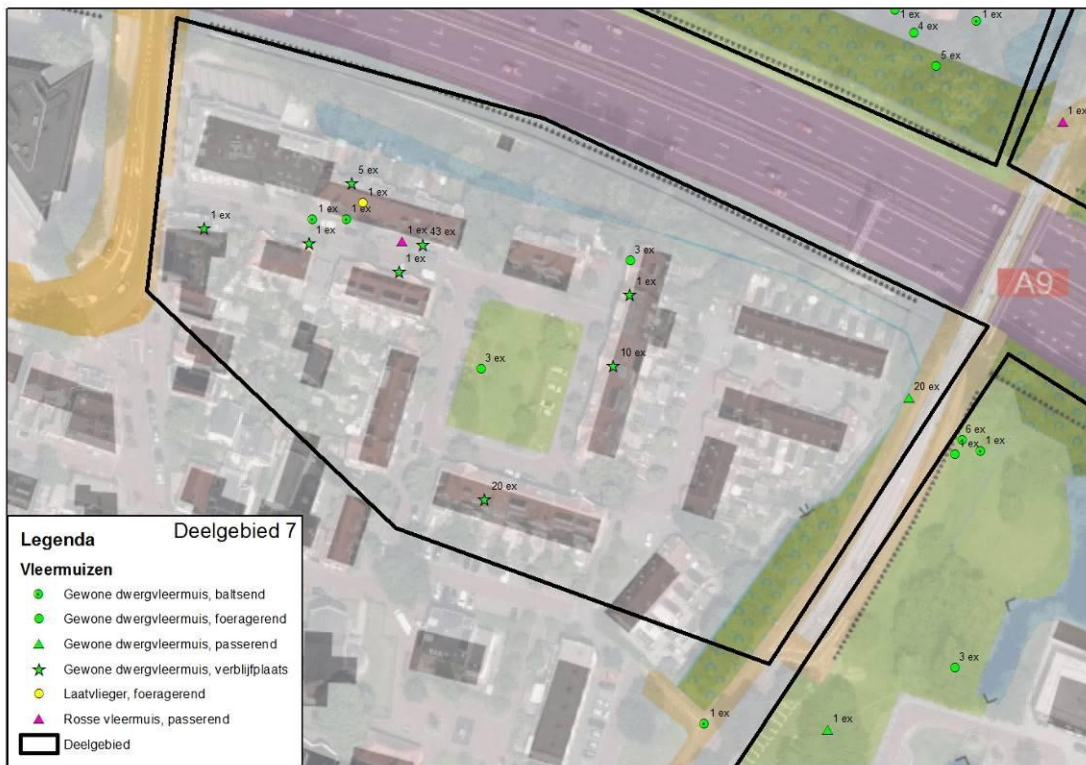 1 ex
1 ex
4 ex
5 ex
1 ex
5 ex
1 ex
1 ex
1 ex
1 ex
1 ex
1 ex
43 ex
1 ex
3 ex
1 ex
A9
3 ex
10 ex
20 ex
6 ex
1 ex
1 ex
20 ex
3 ex
1 ex
1 ex
Deelgebied 7
Legenda
Vleermuizen
Gewone dwergvleermuis, baltsend
Gewone dwergvleermuis, foeragerend
Gewone dwergvleermuis, passerend
Gewone dwergvleermuis, verblijfplaats
Laatvlieger, foeragerend
Rosse vleermuis, passerend
Deelgebied